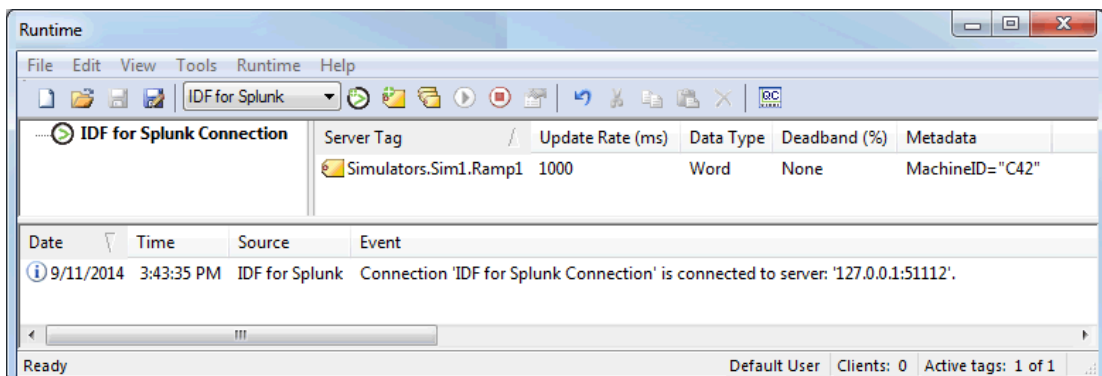 Runtime
File Edit View Tools Runtime Help
IDF for Splunk
QC
IDF for Splunk Connection
Server Tag Update Rate (ms) Data Type Deadband (%) Metadata
Simulators.Sim1.Ramp1 1000 Word None MachineID="C42"
Date Time Source Event
9/11/2014 3:43:35 PM IDF for Splunk Connection 'IDF for Splunk Connection' is connected to server: '127.0.0.1:51112'.
Ready Default User Clients: 0 Active tags: 1 of 1